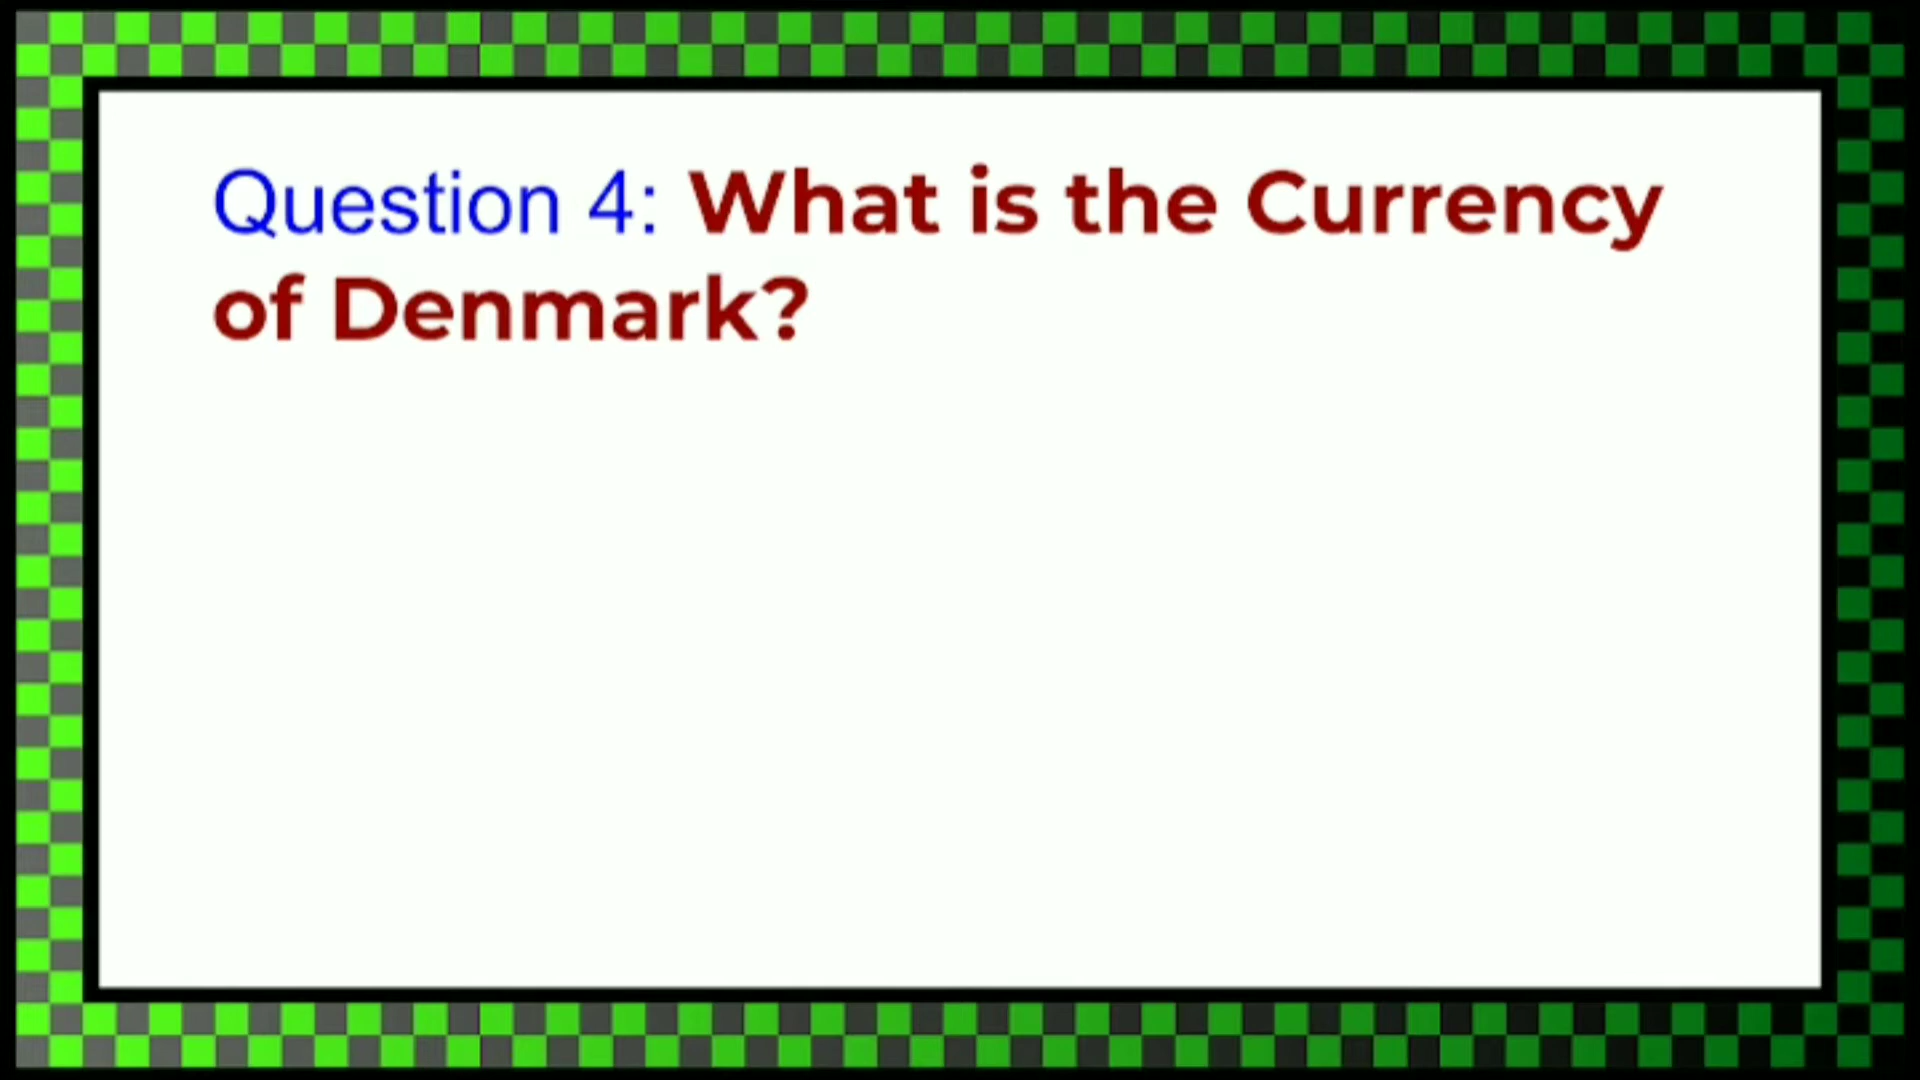 Question 4: What is the Currency
of Denmark?